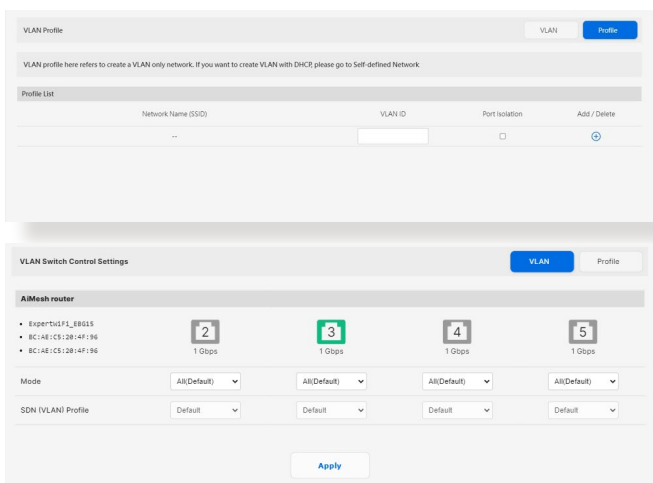 VLAN Profile VLAN Profile
VLAN profile here refers to create a VLAN only network. If you want to create VLAN with DHCP, please go to Self-defined Network
Profile List
Network Name (SSID) VLAN ID Port Isolation Add / Delete
--
VLAN Switch Control Settings VLAN Profile
AiMesh router
• ExpertWiFi_EBG15
• BC:AE:C5:20:4F:96
• BC:AE:C5:20:4F:96
2 3 4 5
1 Gbps 1 Gbps 1 Gbps 1 Gbps
Mode All(Default) All(Default) All(Default) All(Default)
SDN (VLAN) Profile Default Default Default Default
Apply